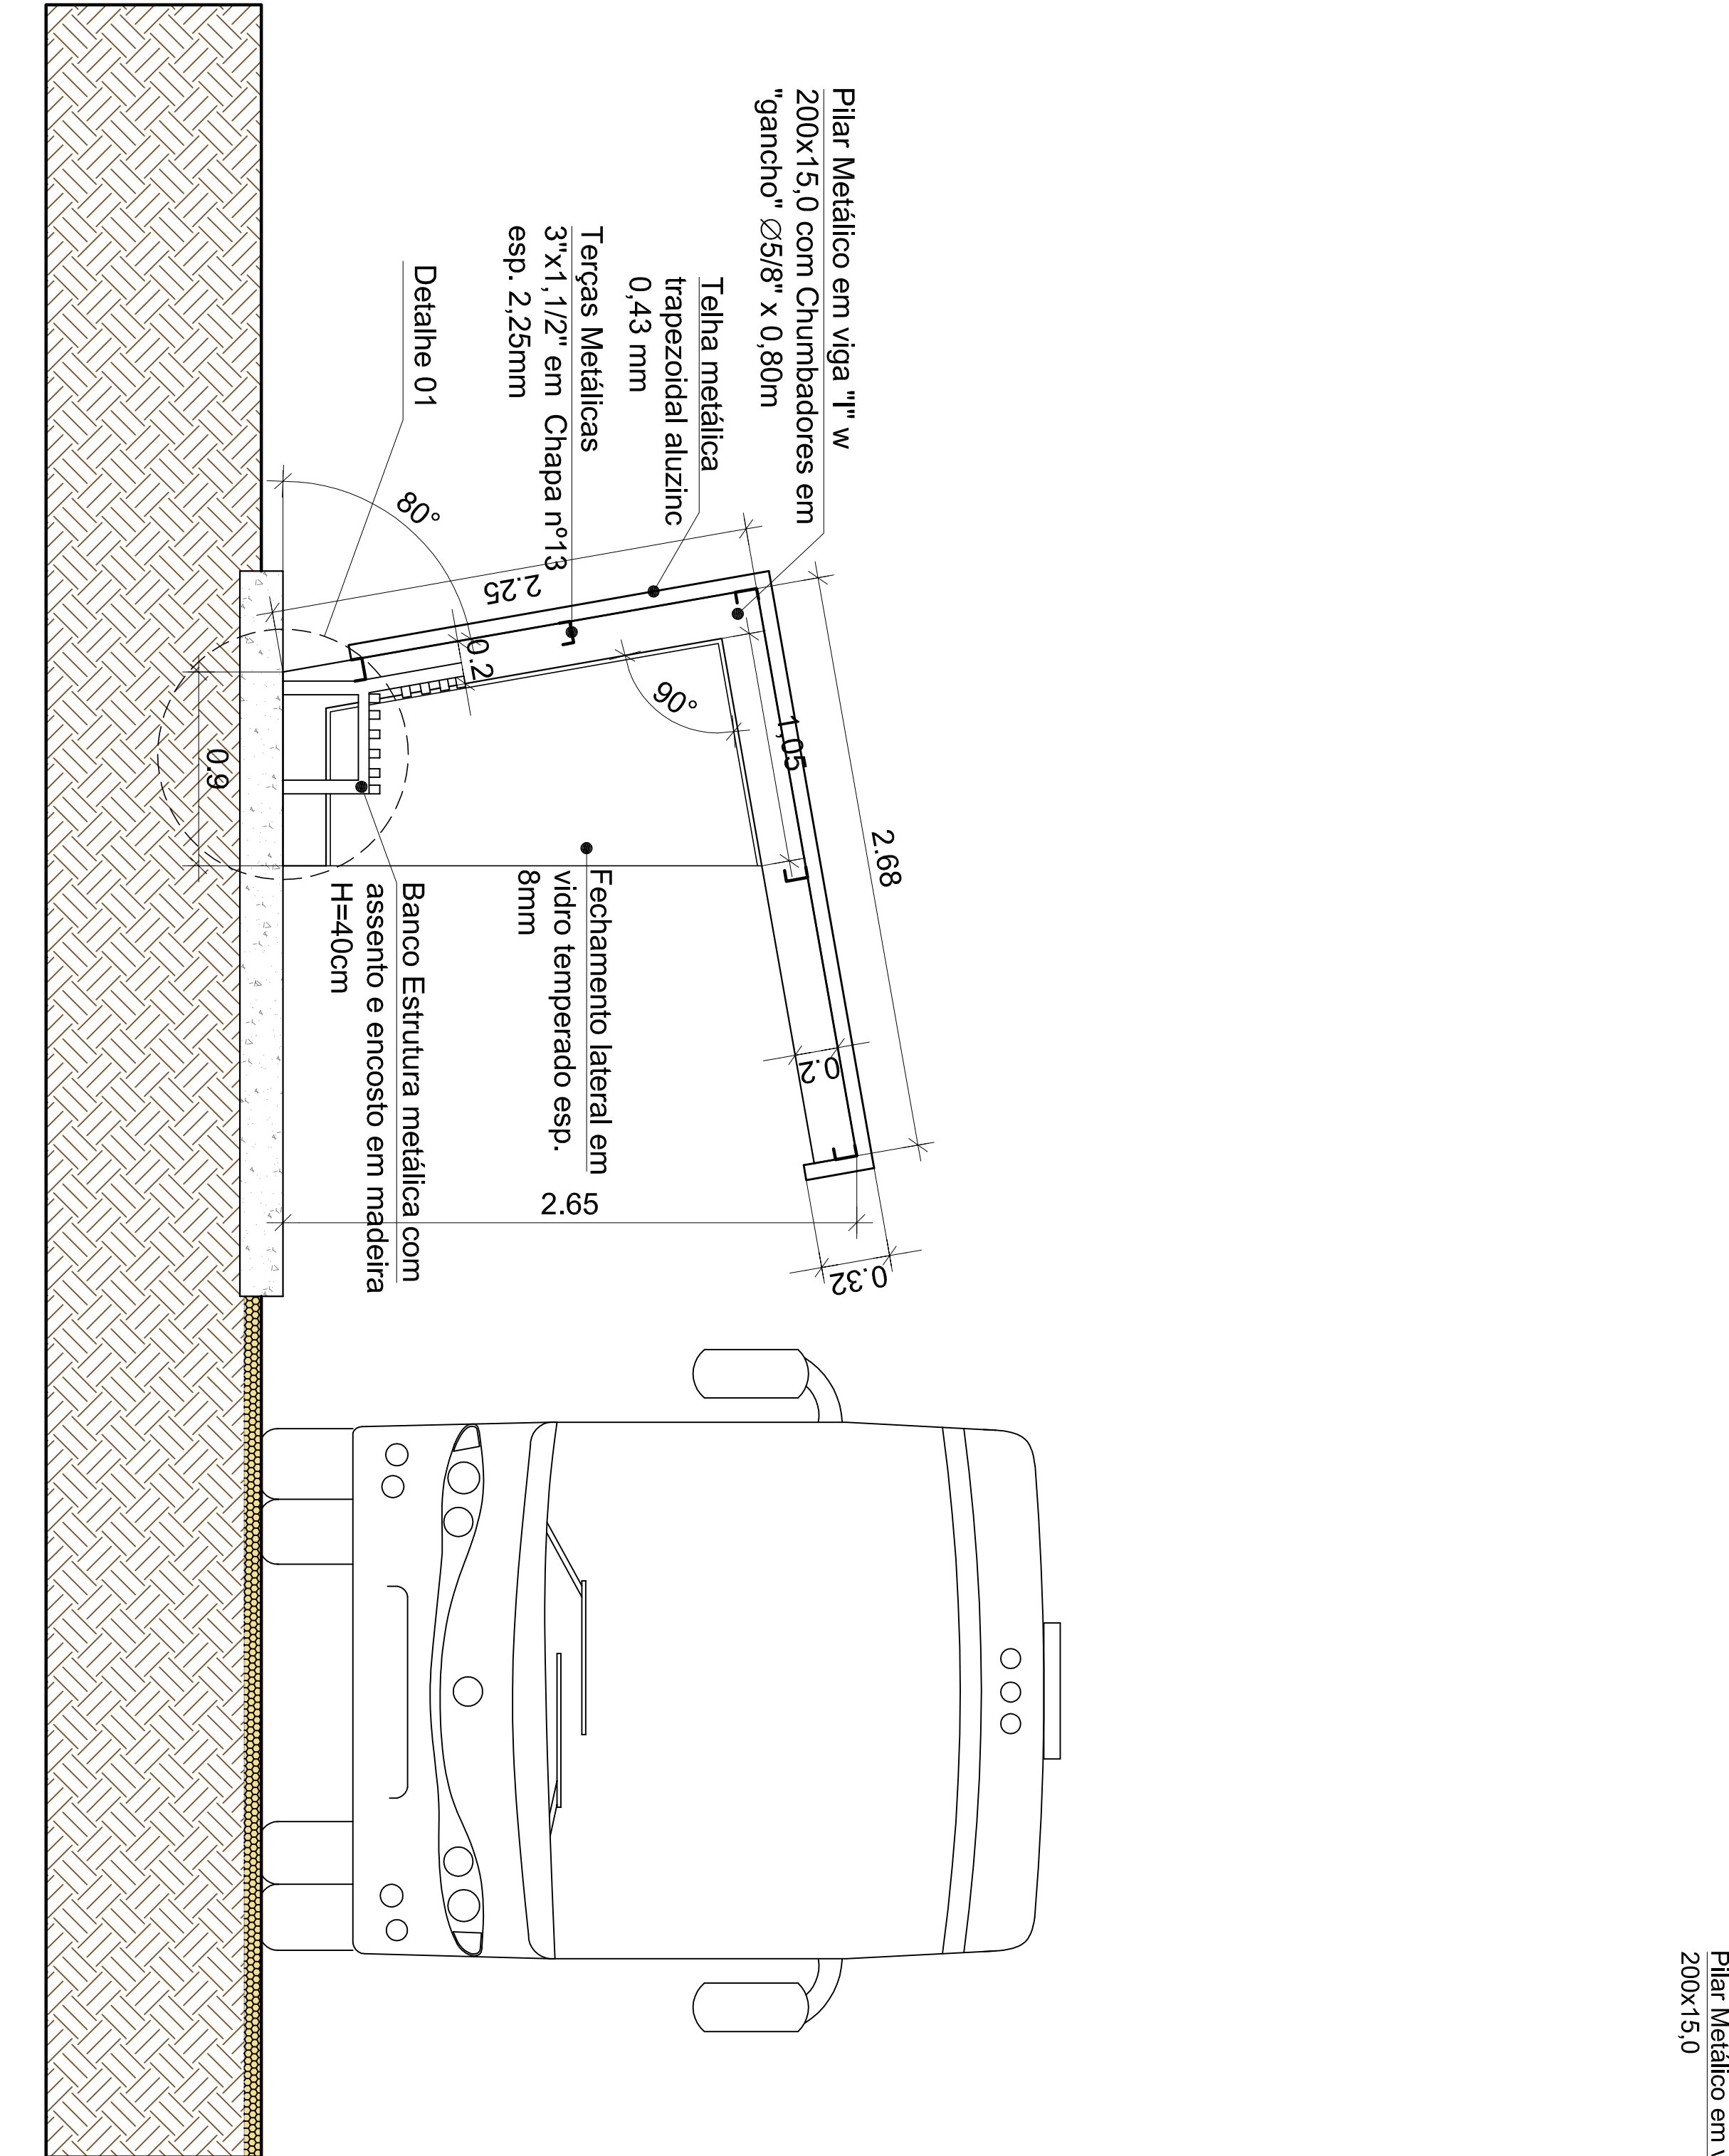 Pilar Metálico em viga "I" w
200x15,0 com Chumbadores em
"gancho" ∅5/8" x 0,80m
Telha metálica
trapezoidal aluzinc
0,43 mm
Terças Metálicas
3"x1,1/2" em Chapa nº13
esp. 2,25mm
Detalhe 01
80°
2.25
0.2
90°
1,05
2.68
0.9
0.2
Fechamento lateral em
vidro temperado esp.
8mm
Banco Estrutura metálica com
assento e encosto em madeira
H=40cm
2.65
0.32
Pilar Metálico em
200x15,0